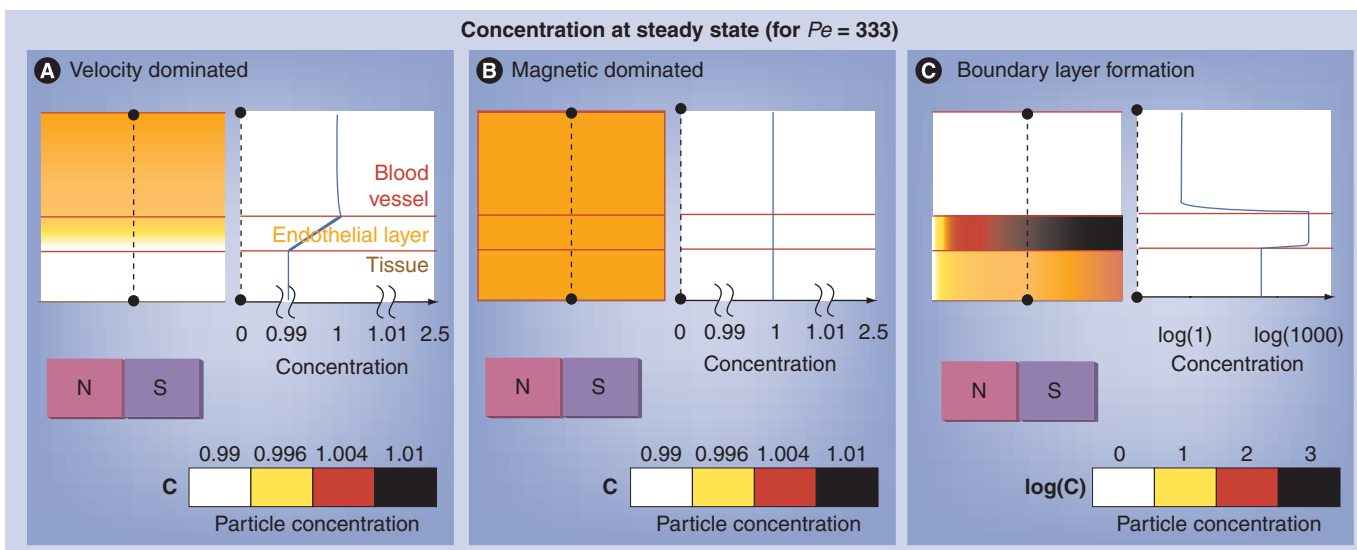 Concentration at steady state (for Pe = 333)
A Velocity dominated
Blood
vessel
Endothelial layer
Tissue
0 0.99 1 1.01 2.5
Concentration
N S
0.99 0.996 1.004 1.01
C
Particle concentration
B Magnetic dominated
0 0.99 1 1.01 2.5
Concentration
N S
0.99 0.996 1.004 1.01
C
Particle concentration
C Boundary layer formation
log(1) log(1000)
Concentration
N S
0 1 2 3
log(C)
Particle concentration